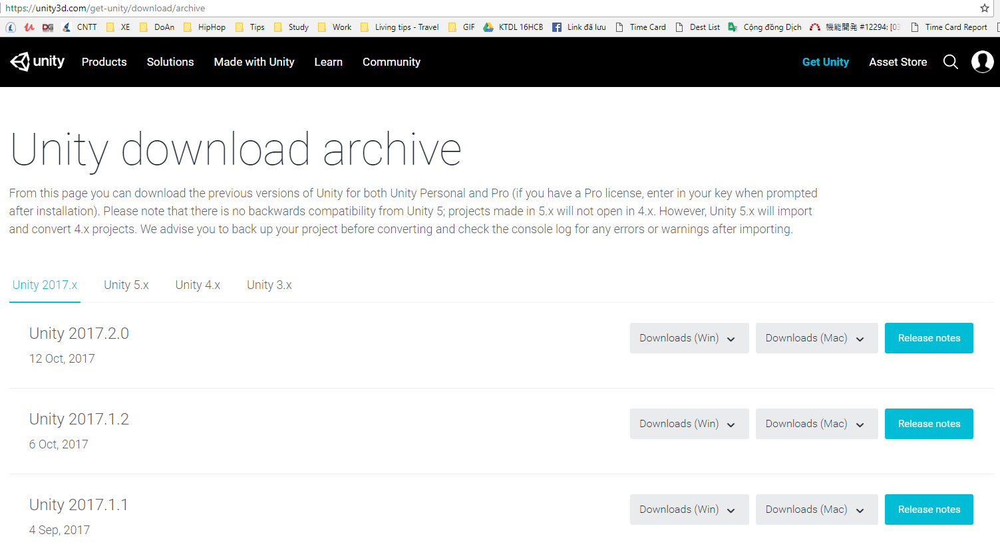 https://unity3d.com/get-unity/download/archive
CNTT XE DoAn HipHop Tips Study Work Living tips - Travel GIF KTDL 16HCB Link đã lưu Time Card Dest List Cộng đồng Dịch 機能開発 #12294: [03 Time Card Report
unity Products Solutions Made with Unity Learn Community Get Unity Asset Store
Unity download archive
From this page you can download the previous versions of Unity for both Unity Personal and Pro (if you have a Pro license, enter in your key when prompted
after installation). Please note that there is no backwards compatibility from Unity 5; projects made in 5.x will not open in 4.x. However, Unity 5.x will import
and convert 4.x projects. We advise you to back up your project before converting and check the console log for any errors or warnings after importing.
Unity 2017.x Unity 5.x Unity 4.x Unity 3.x
Unity 2017.2.0 Downloads (Win) Downloads (Mac) Release notes
12 Oct, 2017
Unity 2017.1.2 Downloads (Win) Downloads (Mac) Release notes
6 Oct, 2017
Unity 2017.1.1 Downloads (Win) Downloads (Mac) Release notes
4 Sep, 2017